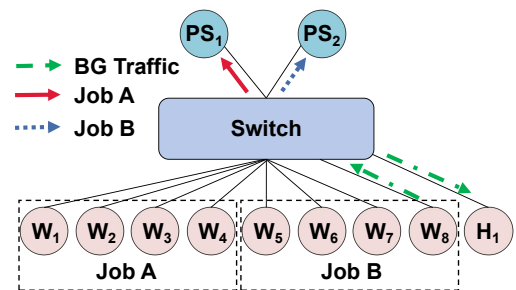 PS₁ PS₂
BG Traffic
Job A
Job B
Switch
W₁ W₂ W₃ W₄ W₅ W₆ W₇ W₈ H₁
Job A Job B